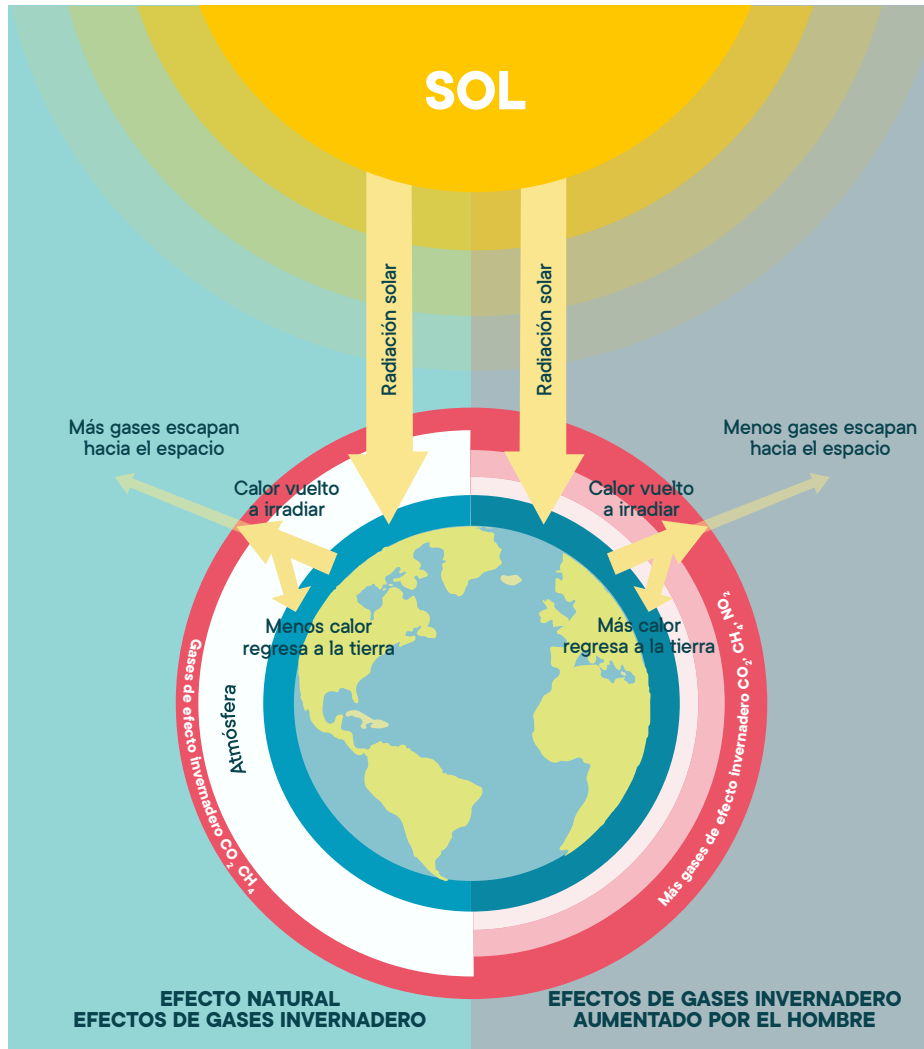 SOL
Radiación solar
Radiación solar
Más gases escapan
hacia el espacio
Menos gases escapan
hacia el espacio
Calor vuelto
a irradiar
Calor vuelto
a irradiar
Menos calor
regresa a la tierra
Más calor
regresa a la tierra
Gases de efecto invernadero CO₂ CH₄
Atmósfera
Más gases de efecto invernadero CO₂, CH₄, NO₂
EFECTO NATURAL
EFECTOS DE GASES INVERNADERO
EFECTOS DE GASES INVERNADERO
AUMENTADO POR EL HOMBRE